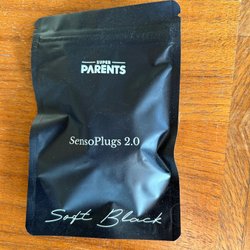 SUPER
PARENTS
SensoPlugs 2.0
Soft Black